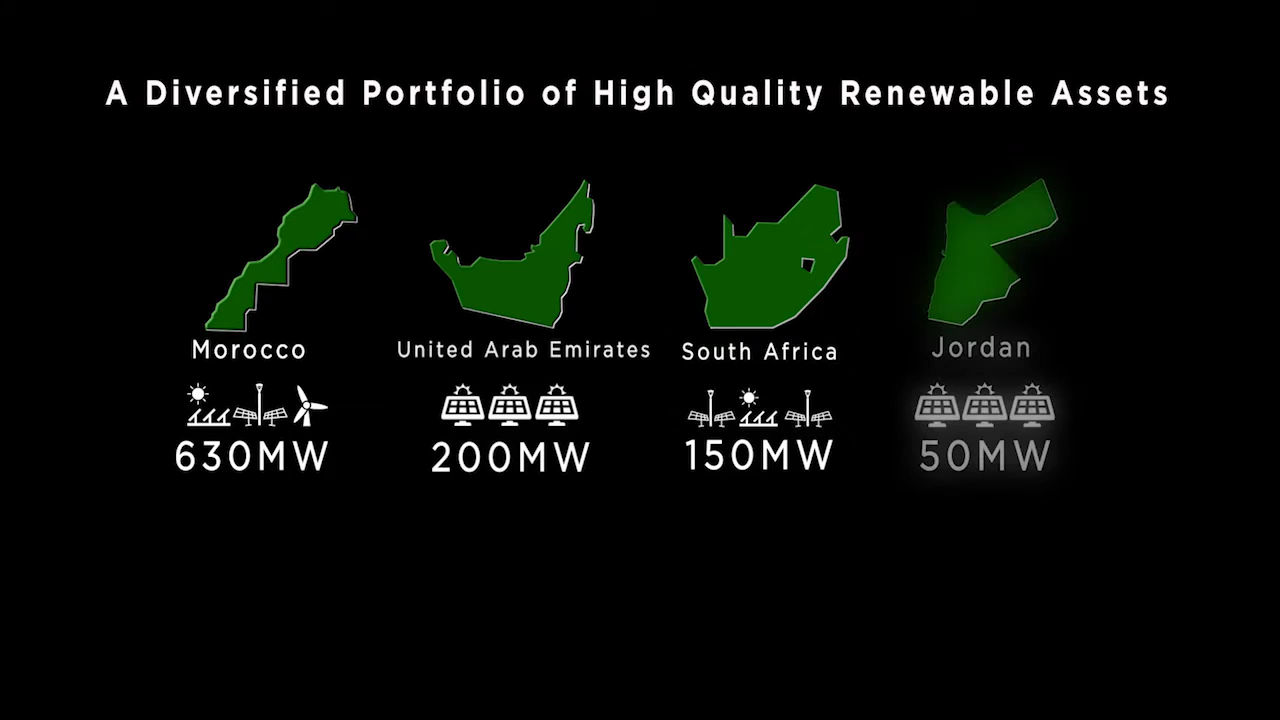 A Diversified Portfolio of High Quality Renewable Assets
Morocco
630MW
United Arab Emirates
200MW
South Africa
150MW
Jordan
50MW